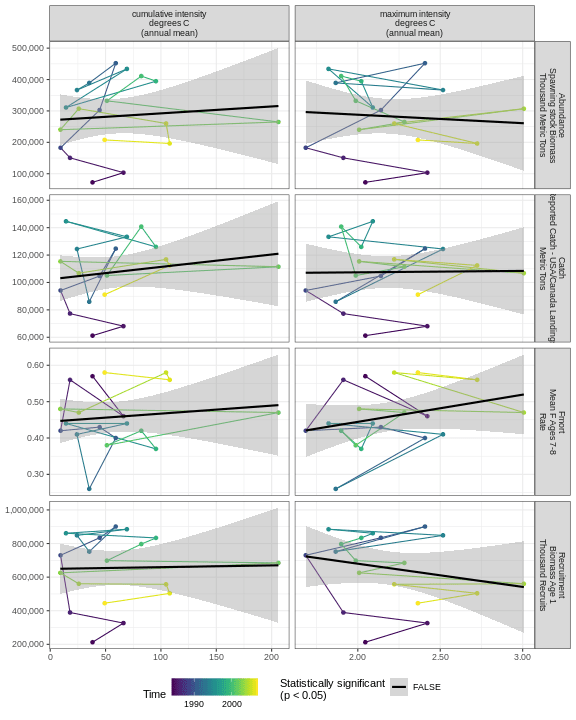 cumulative intensity
degrees C
(annual mean)
maximum intensity
degrees C
(annual mean)
500,000
400,000
300,000
200,000
100,000
Abundance
Spawning stock Biomass
Thousand Metric Tons
160,000
140,000
120,000
100,000
80,000
60,000
Catch
Catch - USA/Canada Landing
Metric Tons
0.60
0.50
0.40
0.30
Fmort
Mean F Ages 7-8
Rate
1,000,000
800,000
600,000
400,000
200,000
Recruitment
Biomass Age 1
Thousand Recruits
0
50
100
150
200
2.00
2.50
3.00
Time
1990
2000
Statistically significant
(p < 0.05)
FALSE